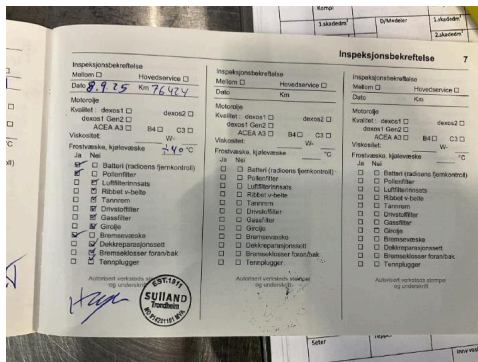 Kompl
1.skadedm³
D/Modeler
1.skadedm³
2.skadedm³
Inspeksjonsbekreftelse 7
Inspeksjonsbekreftelse
Mellom ☐ Hovedservice ☐
Dato 8.9.25 Km 76424
Motorolje
Kvalitet: dexos1 ☐ dexos2 ☐
dexos1 Gen2 ☐
ACEA A3 ☐ B4 ☐ C3 ☐
Viskositet: W-
Frostvæske, kjølevæske ÷40 °C
Ja Nei
Batteri (radioens fjernkontroll)
Pollenfilter
Luftfilterinnsats
Ribbet v-belte
Tannrem
Drivstoffilter
Gassfilter
Girolje
Bremsevæske
Dekkreparasjonssett
Bremseklosser foran/bak
Tennplugger
Autorisert verksteds stempel
og underskrift
EST.1911
SULLAND
Trondheim
Inspeksjonsbekreftelse
Mellom ☐ Hovedservice ☐
Dato Km
Motorolje
Kvalitet: dexos1 ☐ dexos2 ☐
dexos1 Gen2 ☐
ACEA A3 ☐ B4 ☐ C3 ☐
Viskositet: W-
Frostvæske, kjølevæske °C
Ja Nei
☐ ☐ Batteri (radioens fjernkontroll)
☐ ☐ Pollenfilter
☐ ☐ Luftfilterinnsats
☐ ☐ Ribbet v-belte
☐ ☐ Tannrem
☐ ☐ Drivstoffilter
☐ ☐ Gassfilter
☐ ☐ Girolje
☐ ☐ Bremsevæske
☐ ☐ Dekkreparasjonssett
☐ ☐ Bremseklosser foran/bak
☐ ☐ Tennplugger
Autorisert verksteds stempel
og underskrift
Inspeksjonsbekreftelse
Mellom ☐ Hovedservice ☐
Dato Km
Motorolje
Kvalitet: dexos1 ☐ dexos2 ☐
dexos1 Gen2 ☐
ACEA A3 ☐ B4 ☐ C3 ☐
Viskositet: W-
Frostvæske, kjølevæske °C
Ja Nei
☐ ☐ Batteri (radioens fjernkontroll)
☐ ☐ Pollenfilter
☐ ☐ Luftfilterinnsats
☐ ☐ Ribbet v-belte
☐ ☐ Tannrem
☐ ☐ Drivstoffilter
☐ ☐ Gassfilter
☐ ☐ Girolje
☐ ☐ Bremsevæske
☐ ☐ Dekkreparasjonssett
☐ ☐ Bremseklosser foran/bak
☐ ☐ Tennplugger
Autorisert verksteds stempel
og underskrift
Seter